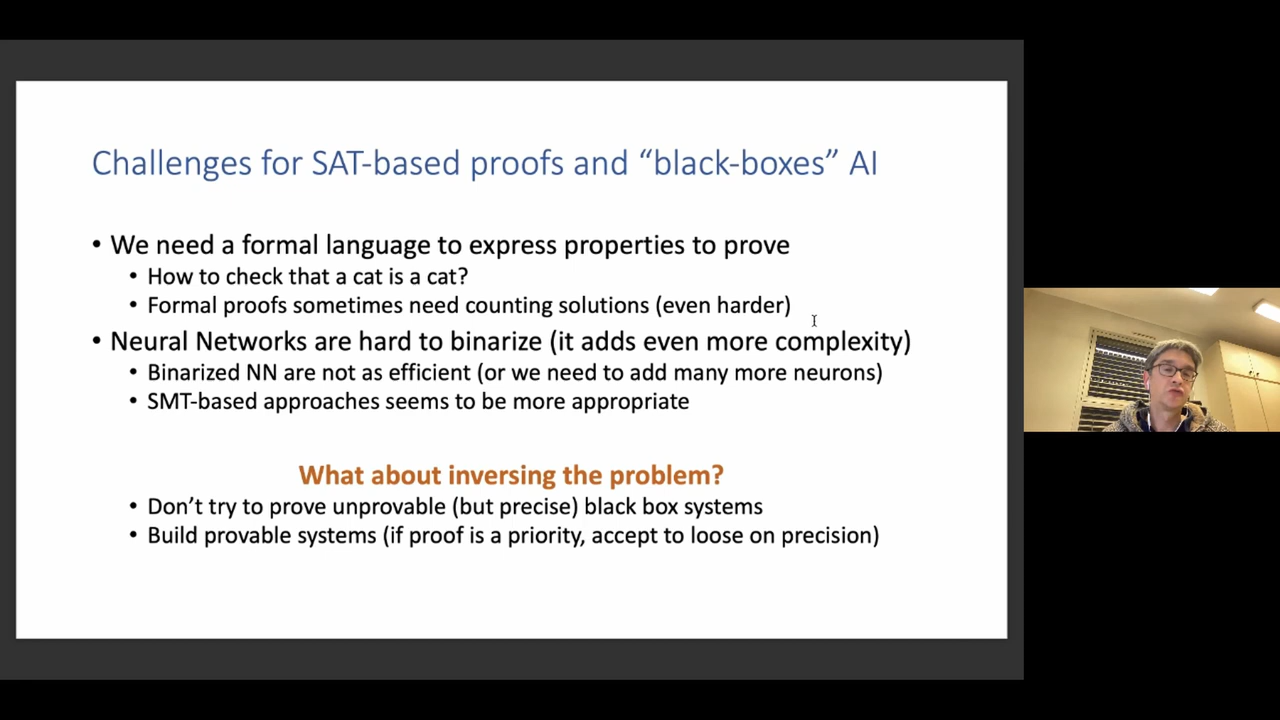 Challenges for SAT-based proofs and “black-boxes” AI
• We need a formal language to express properties to prove
• How to check that a cat is a cat?
• Formal proofs sometimes need counting solutions (even harder)
• Neural Networks are hard to binarize (it adds even more complexity)
• Binarized NN are not as efficient (or we need to add many more neurons)
• SMT-based approaches seems to be more appropriate
What about inversing the problem?
• Don’t try to prove unprovable (but precise) black box systems
• Build provable systems (if proof is a priority, accept to loose on precision)